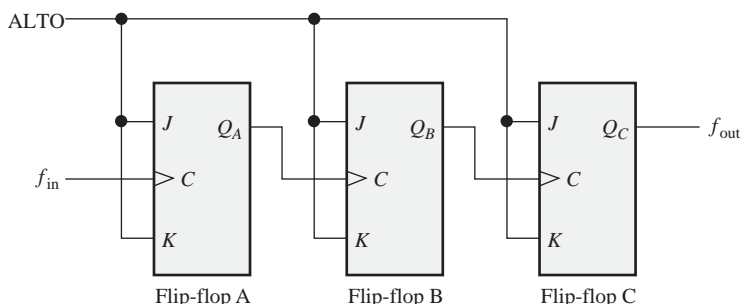 ALTO
J Q_A J Q_B J Q_C f_out
f_in C C C
K K K
Flip-flop A Flip-flop B Flip-flop C